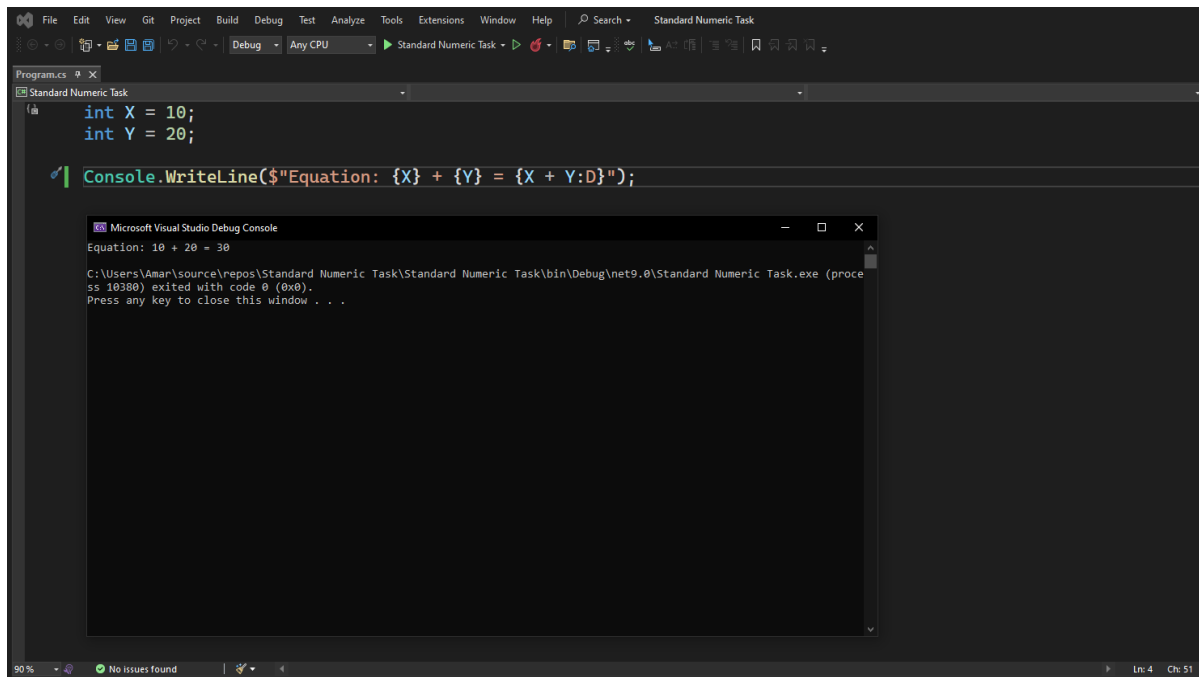 File Edit View Git Project Build Debug Test Analyze Tools Extensions Window Help Search Standard Numeric Task
Debug Any CPU Standard Numeric Task
Program.cs
C# Standard Numeric Task
int X = 10;
int Y = 20;
Console.WriteLine($"Equation: {X} + {Y} = {X + Y:D}");
Microsoft Visual Studio Debug Console
Equation: 10 + 20 = 30
C:\Users\Amar\source\repos\Standard Numeric Task\Standard Numeric Task\bin\Debug\net9.0\Standard Numeric Task.exe (proce
ss 10380) exited with code 0 (0x0).
Press any key to close this window . . .
90 % No issues found Ln: 4 Ch: 51